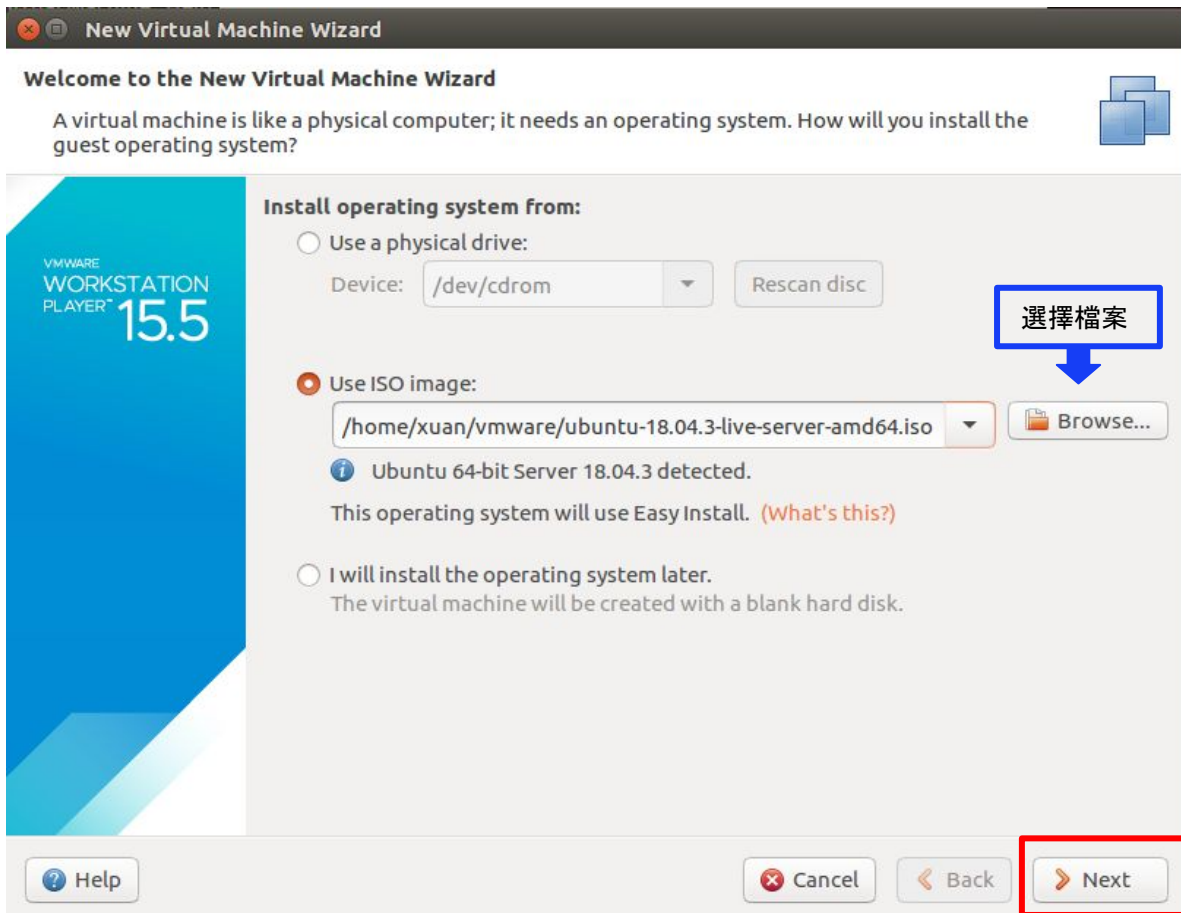 New Virtual Machine Wizard
Welcome to the New Virtual Machine Wizard
A virtual machine is like a physical computer; it needs an operating system. How will you install the
guest operating system?
VMWARE
WORKSTATION
PLAYER™ 15.5
Install operating system from:
Use a physical drive:
Device: /dev/cdrom Rescan disc
選擇檔案
Use ISO image:
/home/xuan/vmware/ubuntu-18.04.3-live-server-amd64.iso Browse...
Ubuntu 64-bit Server 18.04.3 detected.
This operating system will use Easy Install. (What's this?)
I will install the operating system later.
The virtual machine will be created with a blank hard disk.
Help Cancel Back Next